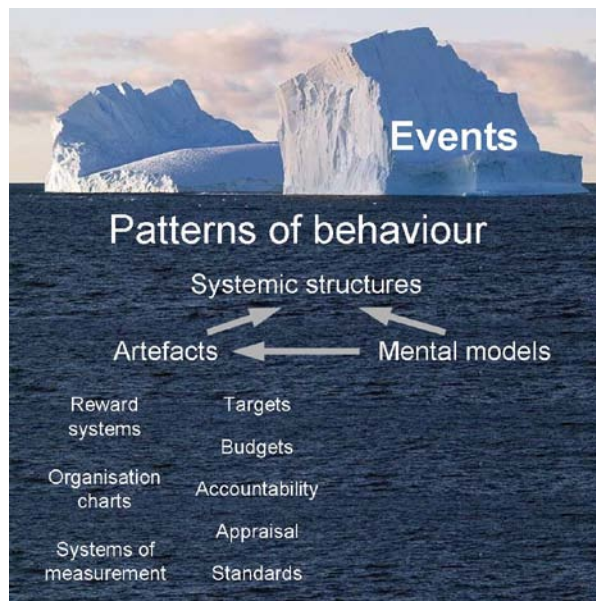 Events
Patterns of behaviour
Systemic structures
Artefacts
Mental models
Reward
systems
Organisation
charts
Systems of
measurement
Targets
Budgets
Accountability
Appraisal
Standards